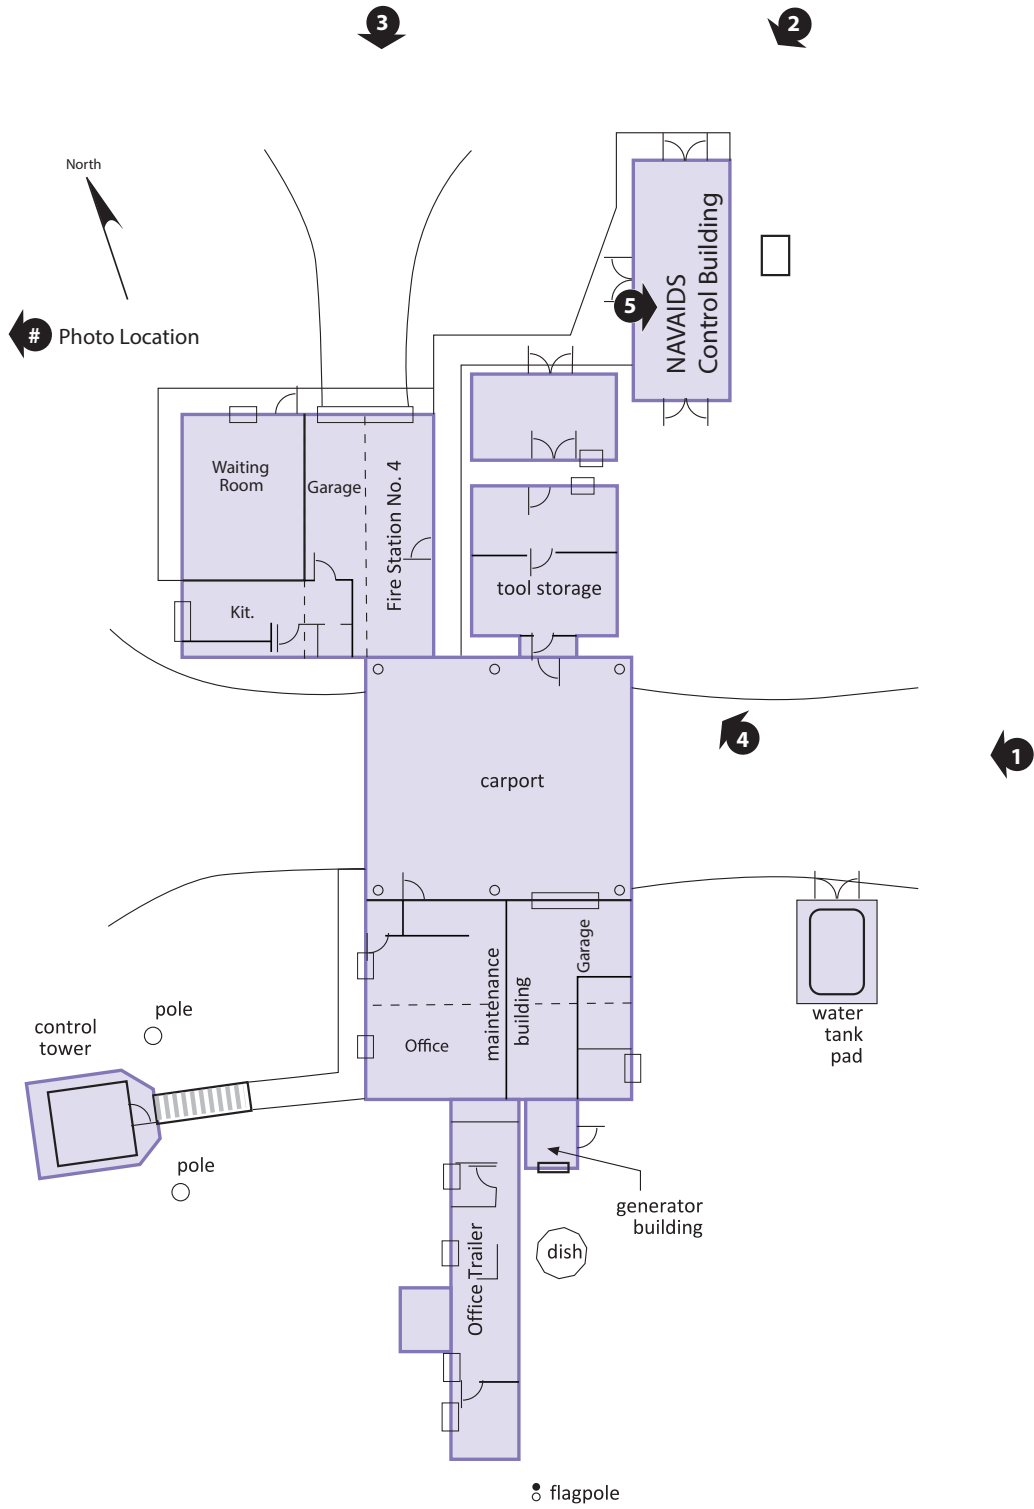 3
2
North
NAVAIDS
Control Building
5
# Photo Location
Waiting
Room
Garage
Fire Station No. 4
Kit.
tool storage
4
1
carport
Garage
maintenance
building
Office
water
tank
pad
pole
control
tower
pole
generator
building
Office Trailer
dish
flagpole